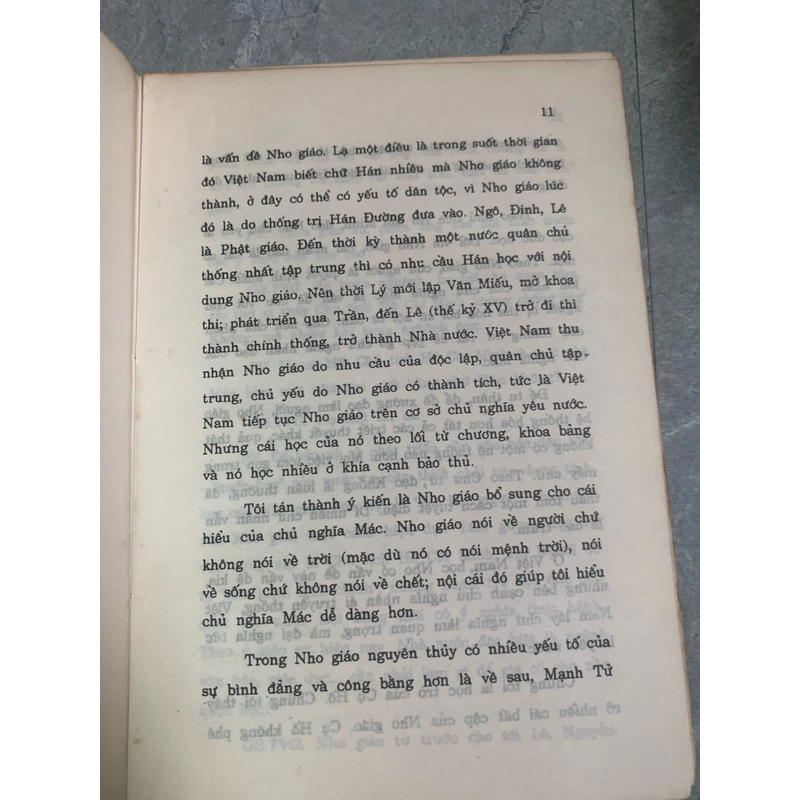 11
là vấn đề Nho giáo. Lạ một điều là trong suốt thời gian
đó Việt Nam biết chữ Hán nhiều mà Nho giáo không
thành, ở đây có thể có yếu tố dân tộc, vì Nho giáo lúc
đó là do thống trị Hán Đường đưa vào. Ngô, Đinh, Lê
là Phật giáo. Đến thời kỳ thành một nước quân chủ
thống nhất tập trung thì có nhu cầu Hán học với nội
dung Nho giáo. Nên thời Lý mới lập Văn Miếu, mở khoa
thi; phát triển qua Trần, đến Lê (thế kỷ XV) trở đi thì
thành chính thống, trở thành Nhà nước. Việt Nam thu
nhận Nho giáo do nhu cầu của độc lập, quân chủ tập
trung, chủ yếu do Nho giáo có thành tích, tức là Việt
Nam tiếp tục Nho giáo trên cơ sở chủ nghĩa yêu nước.
Nhưng cái học của nó theo lối từ chương, khoa bảng
và nó học nhiều ở khía cạnh bảo thủ.
Tôi tán thành ý kiến là Nho giáo bổ sung cho cái
hiểu của chủ nghĩa Mác. Nho giáo nói về người chứ
không nói về trời (mặc dù nó có nói mệnh trời), nói
về sống chứ không nói về chết; nội cái đó giúp tôi hiểu
chủ nghĩa Mác dễ dàng hơn.
Trong Nho giáo nguyên thủy có nhiều yếu tố của
sự bình đẳng và công bằng hơn là về sau, Mạnh Tử